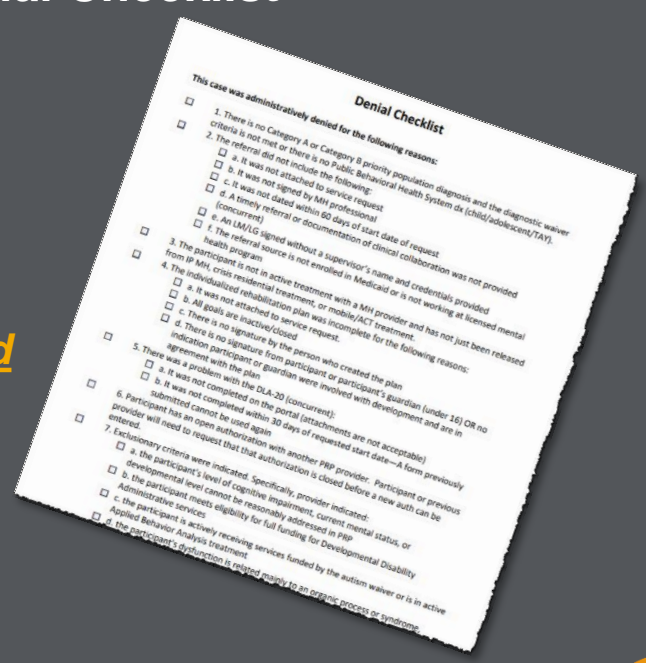 Checklist
d
Denial Checklist
This case was administratively denied for the following reasons:
1. There is no Category A or Category B priority population diagnosis and the diagnostic waiver
criteria is not met or there is no Public Behavioral Health System dx (child/adolescent/TAY).
2. The referral did not include the following:
a. It was not attached to service request
b. It was not signed by MH professional
c. It was not dated within 60 days of start date of request
d. A timely referral or documentation of clinical collaboration was not provided
(concurrent)
e. An LM/LG signed without a supervisor's name and credentials provided
f. The referral source is not enrolled in Medicaid or is not working at licensed mental
health program
3. The participant is not in active treatment with a MH provider and has not just been released
from IP MH, crisis residential treatment, or mobile/ACT treatment.
4. The individualized rehabilitation plan was incomplete for the following reasons:
a. It was not attached to service request.
b. All goals are inactive/closed
c. There is no signature by the person who created the plan
d. There is no signature from participant or participant's guardian (under 16) OR no
indication participant or guardian were involved with development and are in
agreement with the plan
5. There was a problem with the DLA-20 (concurrent):
a. It was not completed on the portal (attachments are not acceptable)
b. It was not completed within 30 days of requested start date—A form previously
submitted cannot be used again
6. Participant has an open authorization with another PRP provider. Participant or previous
provider will need to request that that authorization is closed before a new auth can be
entered.
7. Exclusionary criteria were indicated. Specifically, provider indicated:
a. the participant's level of cognitive impairment, current mental status, or
developmental level cannot be reasonably addressed in PRP
b. the participant meets eligibility for full funding for Developmental Disability
Administrative services
c. the participant is actively receiving services funded by the autism waiver or is in active
Applied Behavior Analysis treatment
d. the participant's dysfunction is related mainly to an organic process or syndrome